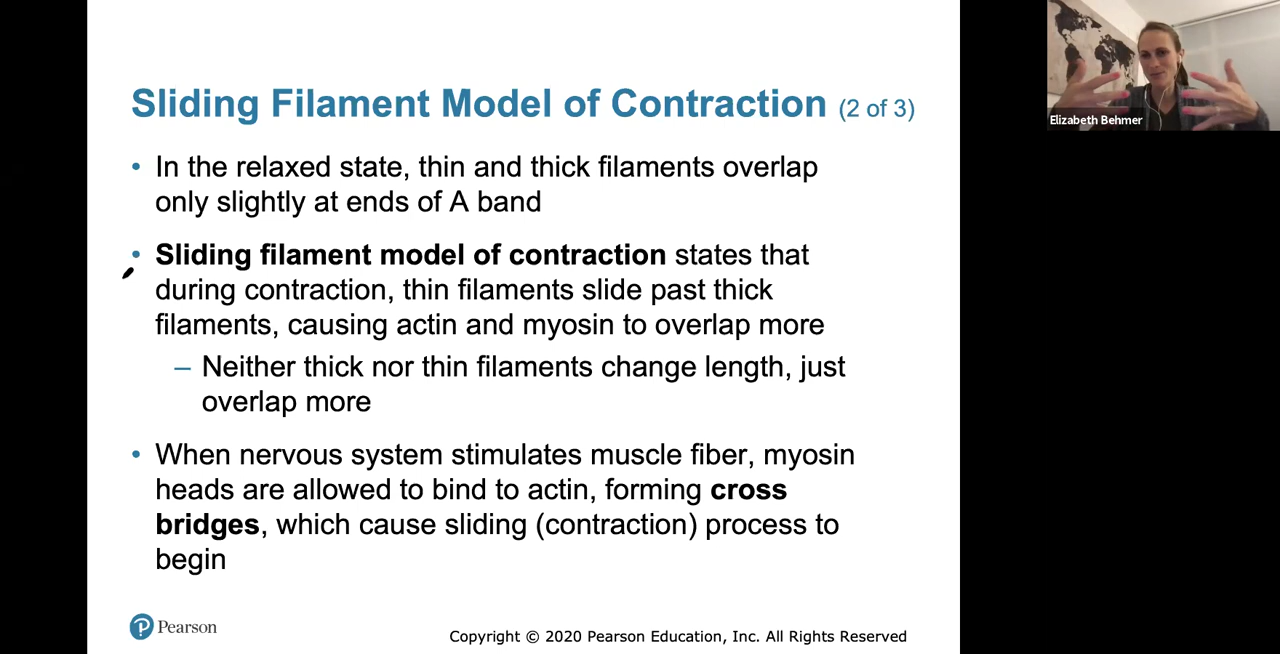 Sliding Filament Model of Contraction (2 of 3)
• In the relaxed state, thin and thick filaments overlap
only slightly at ends of A band
• Sliding filament model of contraction states that
during contraction, thin filaments slide past thick
filaments, causing actin and myosin to overlap more
– Neither thick nor thin filaments change length, just
overlap more
• When nervous system stimulates muscle fiber, myosin
heads are allowed to bind to actin, forming cross
bridges, which cause sliding (contraction) process to
begin
P Pearson
Copyright © 2020 Pearson Education, Inc. All Rights Reserved
Elizabeth Behmer